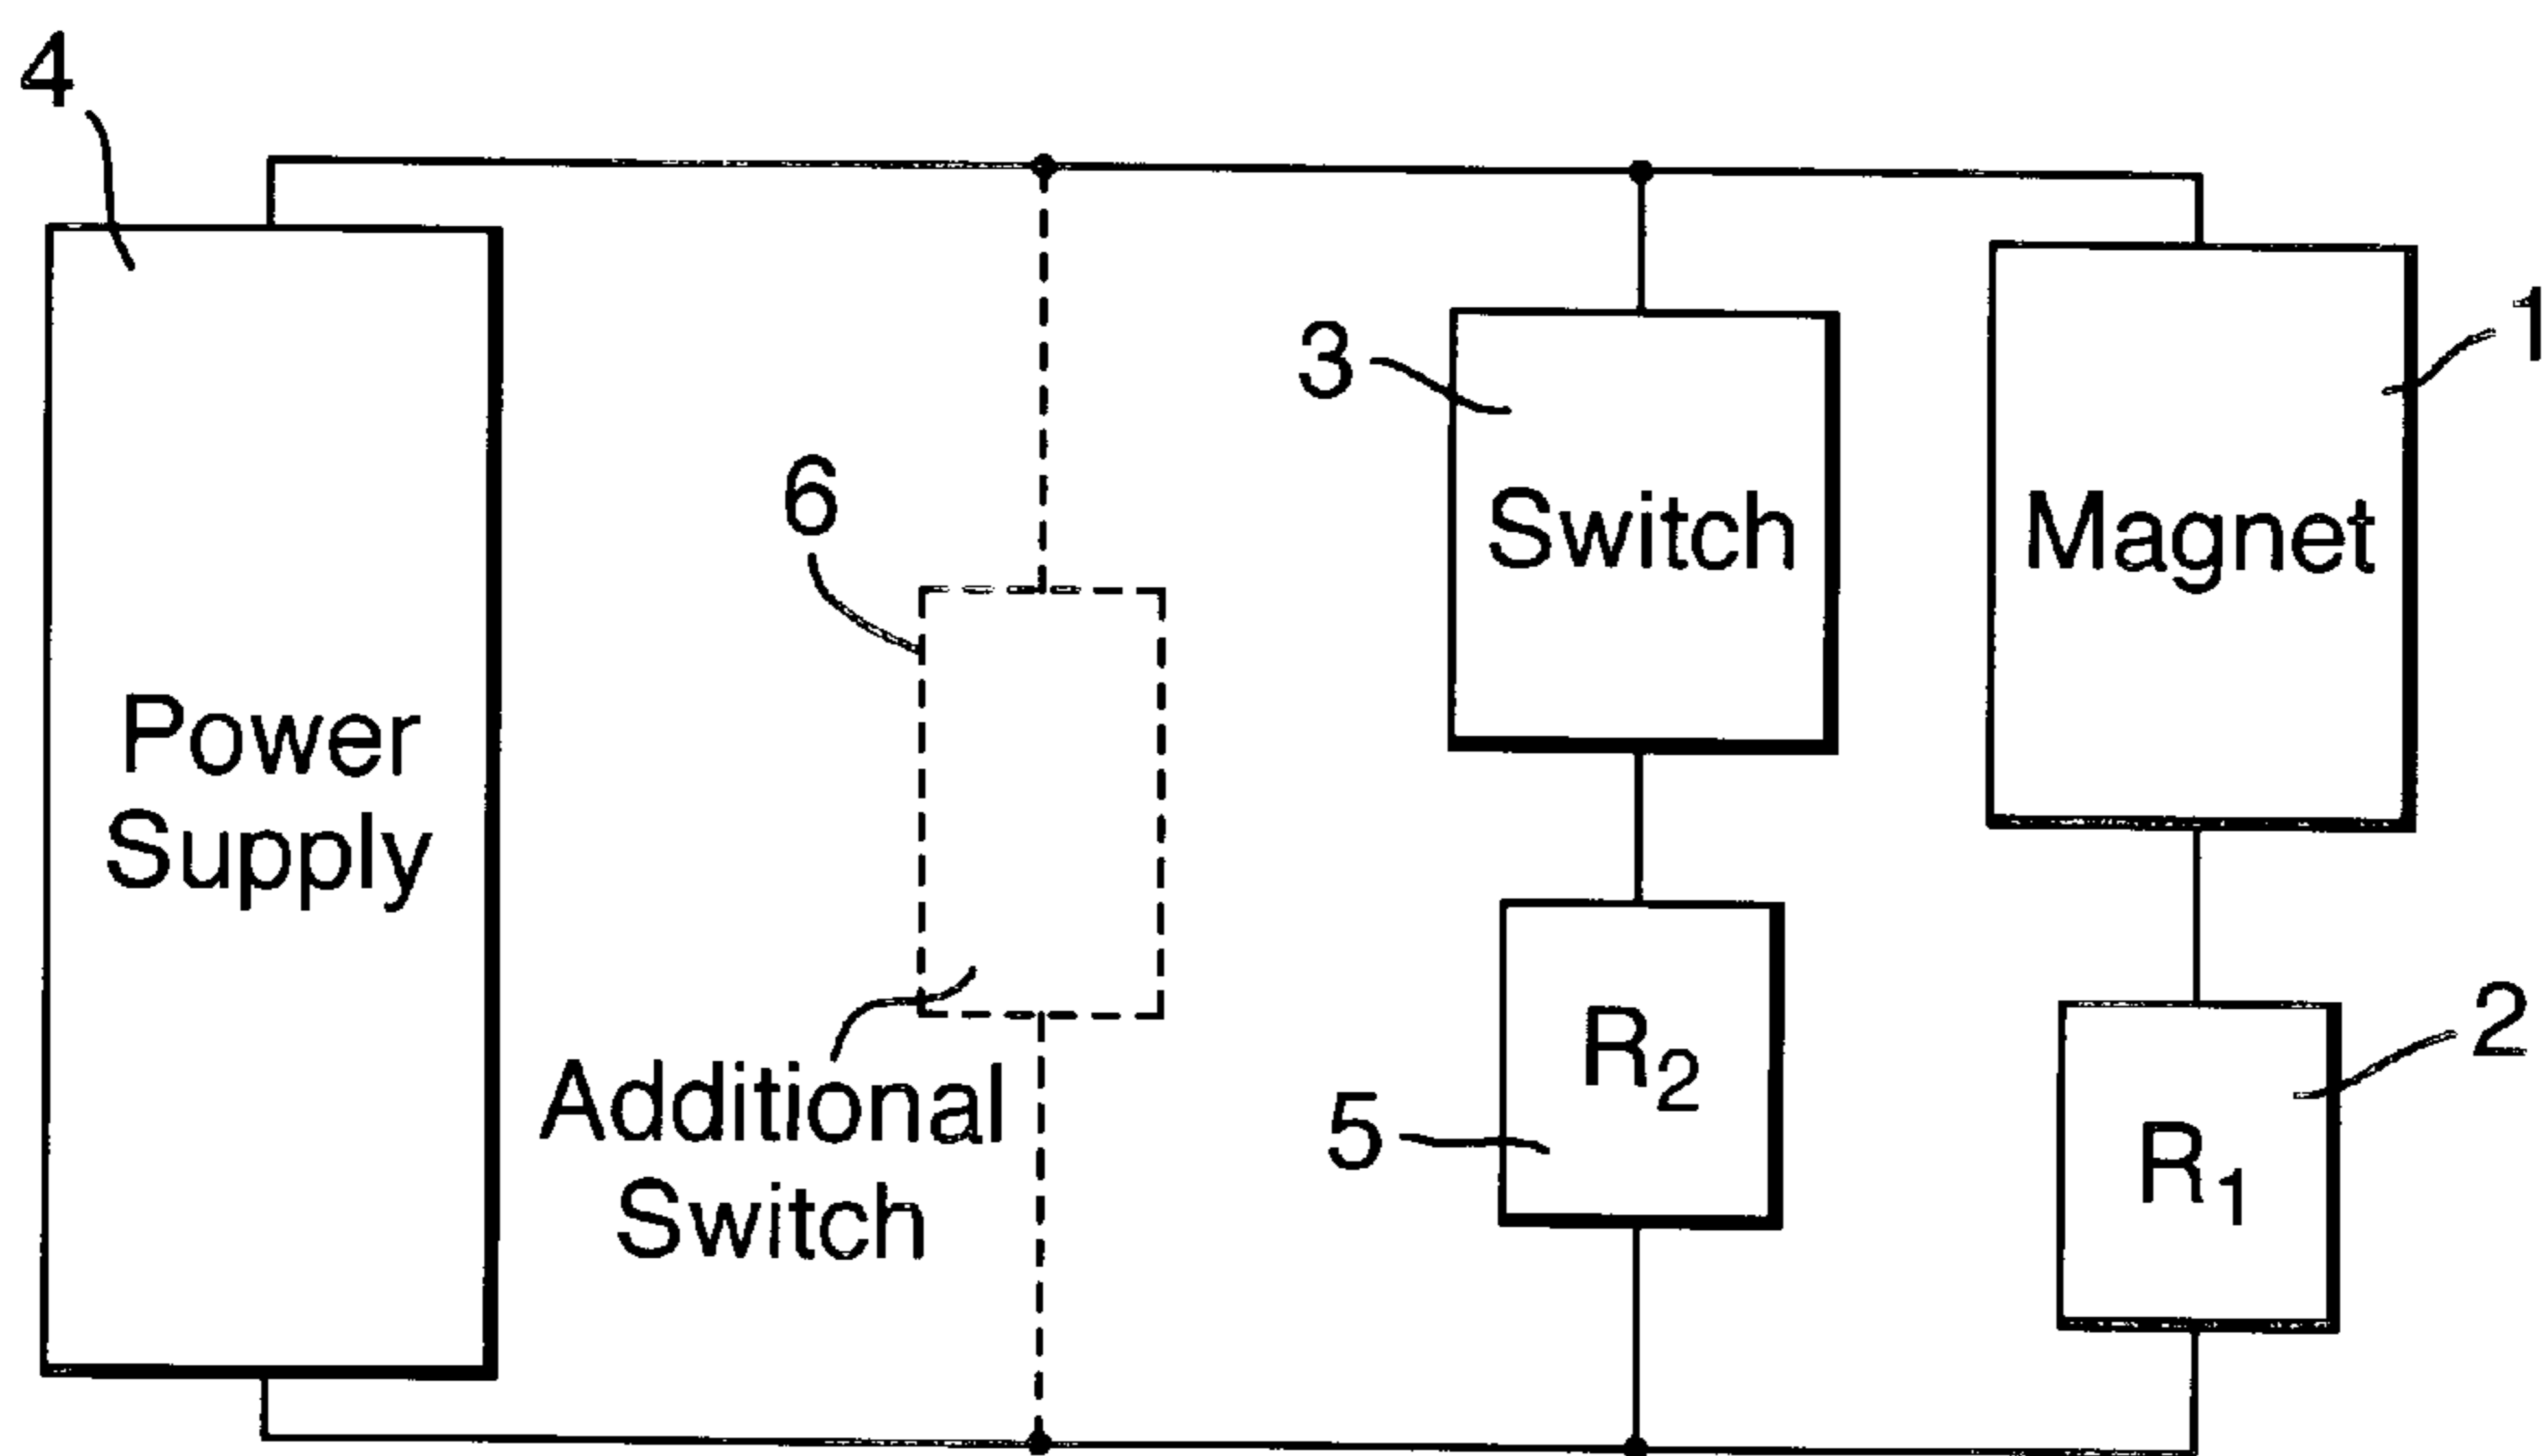 4
1
3
Switch
Magnet
6
Power
Supply
R₂
2
Additional
Switch
5
R₁